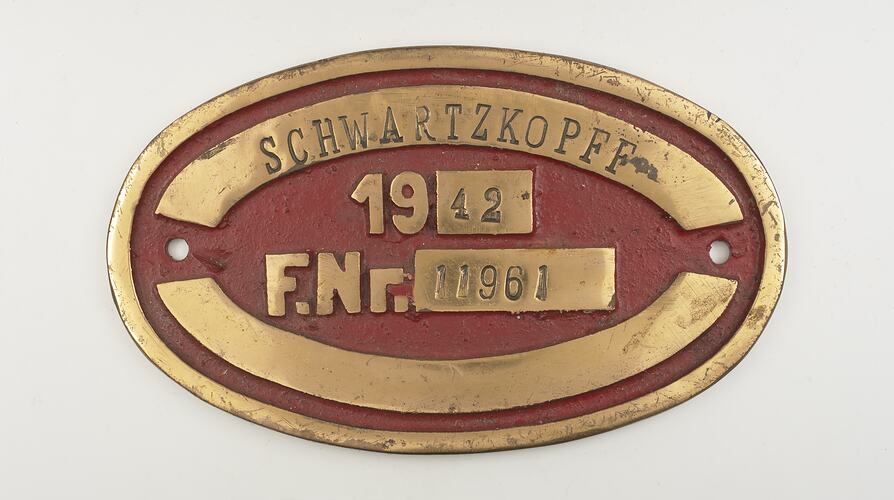 SCHWARTZKOPFF
1942
F.Nr. 11961